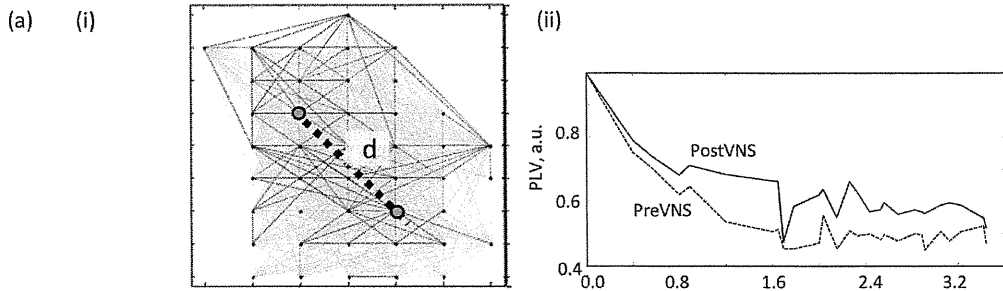 (a) (i) (ii)
d
PLV, a.u.
0.8
0.6
0.4
PostVNS
PreVNS
0.0 0.8 1.6 2.4 3.2